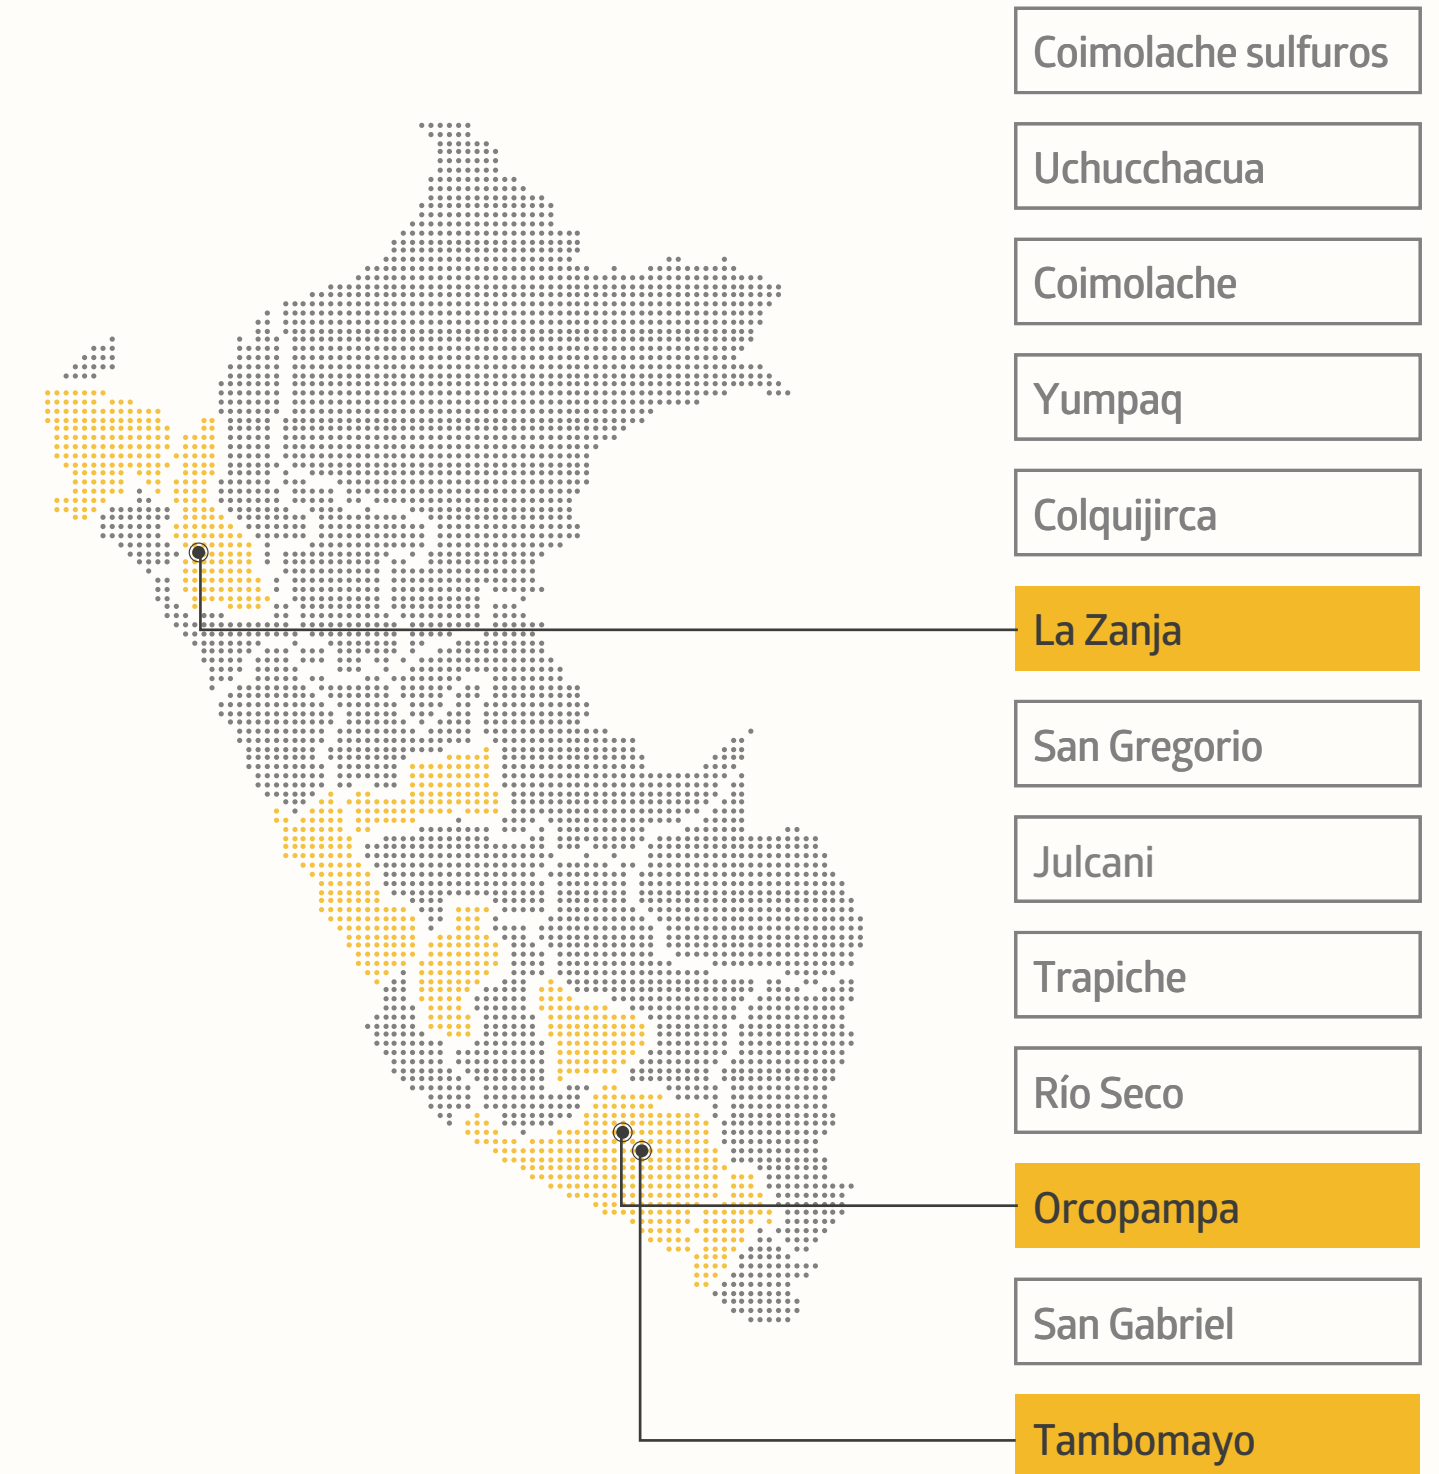 Coimolache sulfuros
Uchucchacua
Coimolache
Yumpaq
Colquijirca
La Zanja
San Gregorio
Julcani
Trapiche
Río Seco
Orcopampa
San Gabriel
Tambomayo